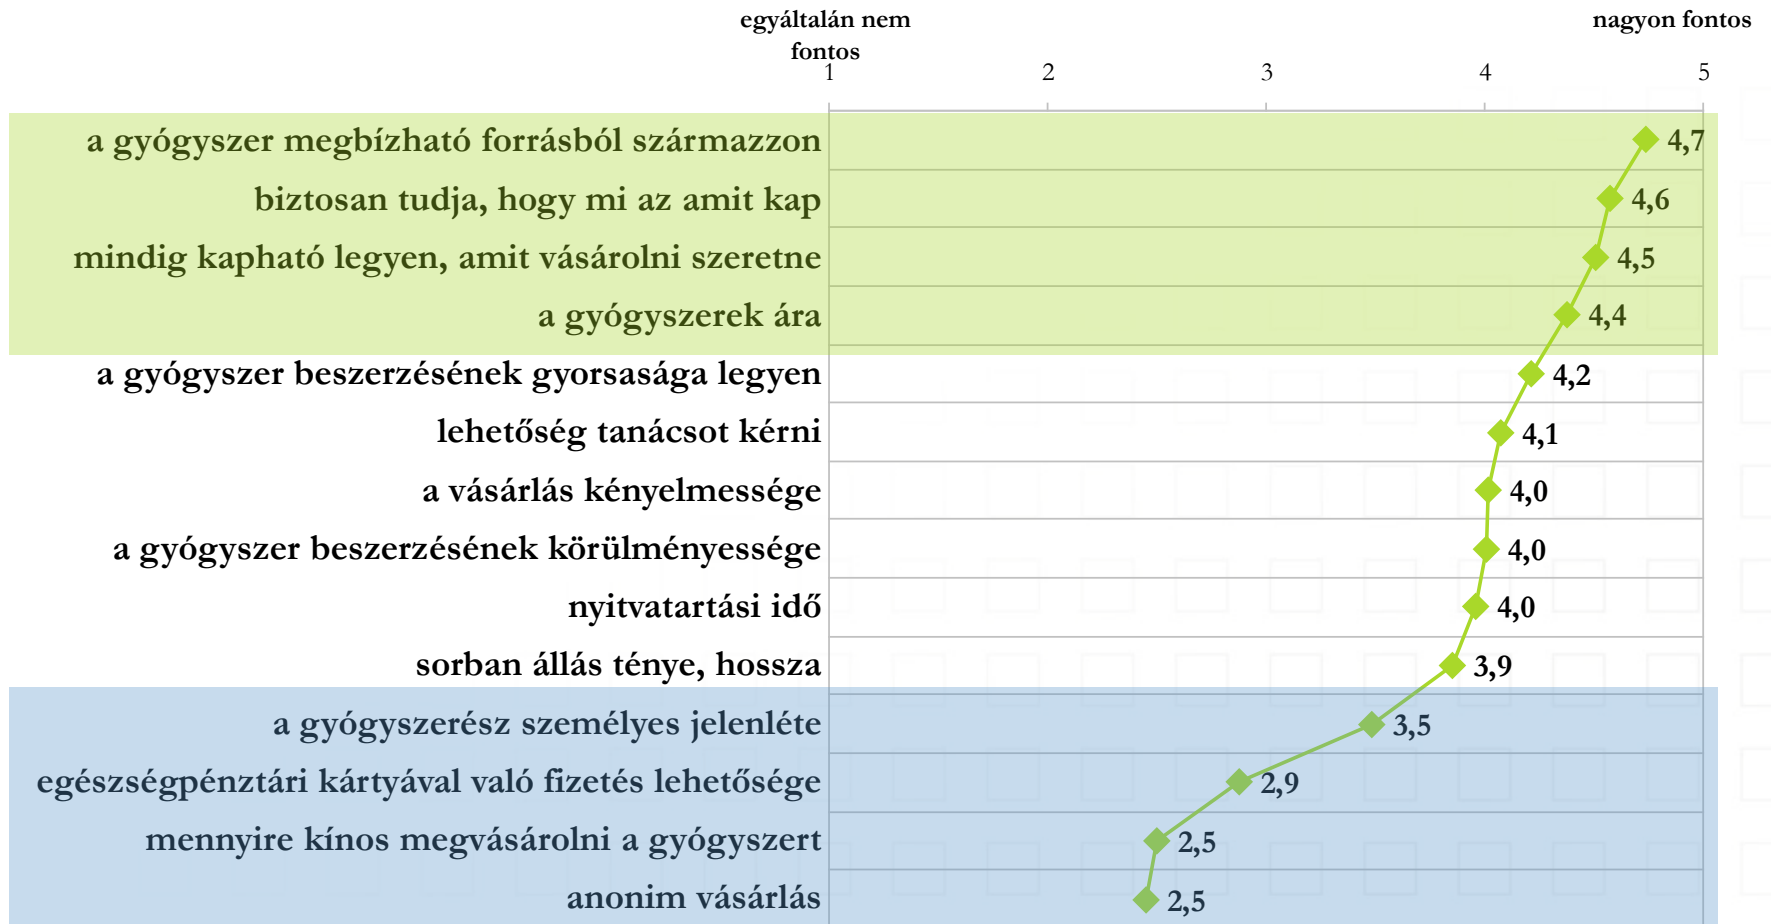 egyáltalán nem
fontos
nagyon fontos
1 2 3 4 5
a gyógyszer megbízható forrásból származzon 4,7
biztosan tudja, hogy mi az amit kap 4,6
mindig kapható legyen, amit vásárolni szeretne 4,5
a gyógyszerek ára 4,4
a gyógyszer beszerzésének gyorsasága legyen 4,2
lehetőség tanácsot kérni 4,1
a vásárlás kényelmessége 4,0
a gyógyszer beszerzésének körülményessége 4,0
nyitvatartási idő 4,0
sorban állás ténye, hossza 3,9
a gyógyszerész személyes jelenléte 3,5
egészségpénztári kártyával való fizetés lehetősége 2,9
mennyire kínos megvásárolni a gyógyszert 2,5
anonim vásárlás 2,5